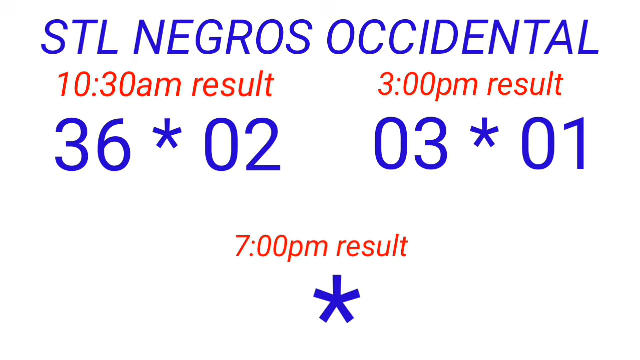 STL NEGROS OCCIDENTAL
10:30am result
36 * 02
3:00pm result
03 * 01
7:00pm result
*